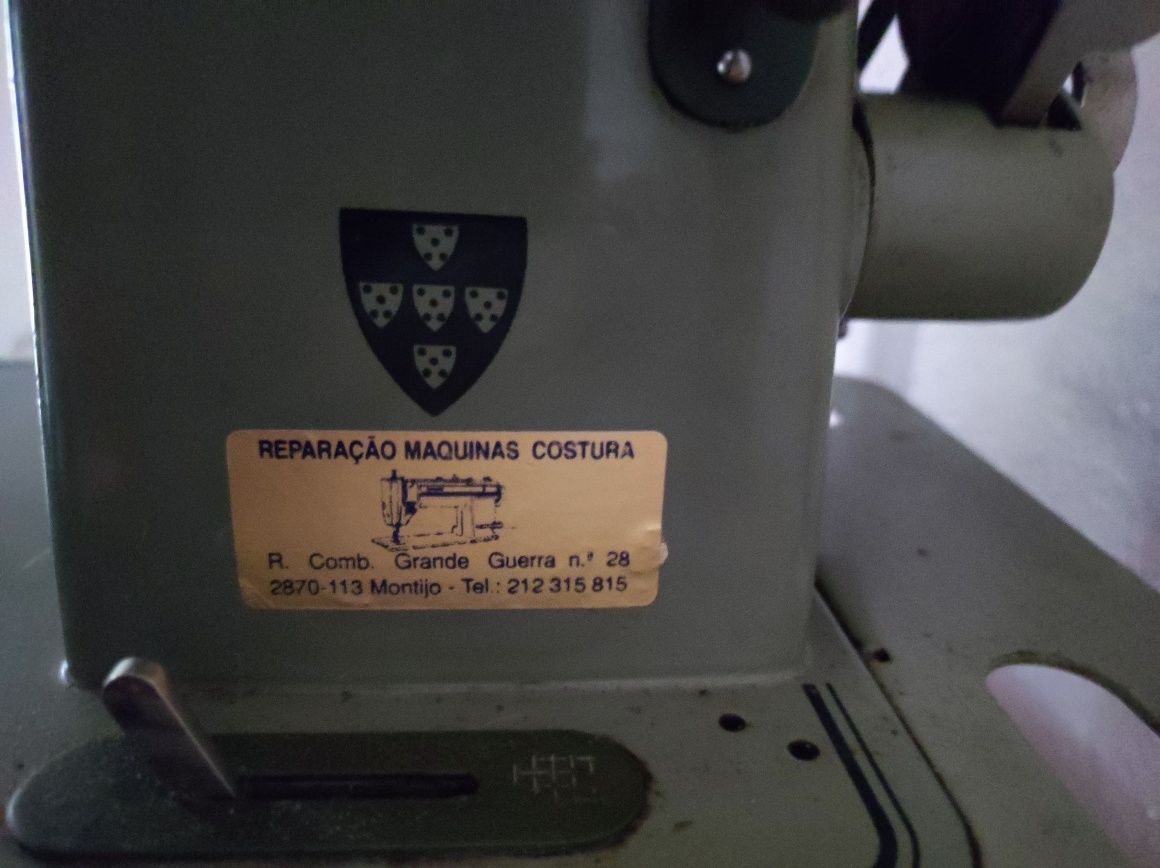 REPARAÇÃO MAQUINAS COSTURA
R. Comb. Grande Guerra n.º 28
2870-113 Montijo - Tel.: 212 315 815